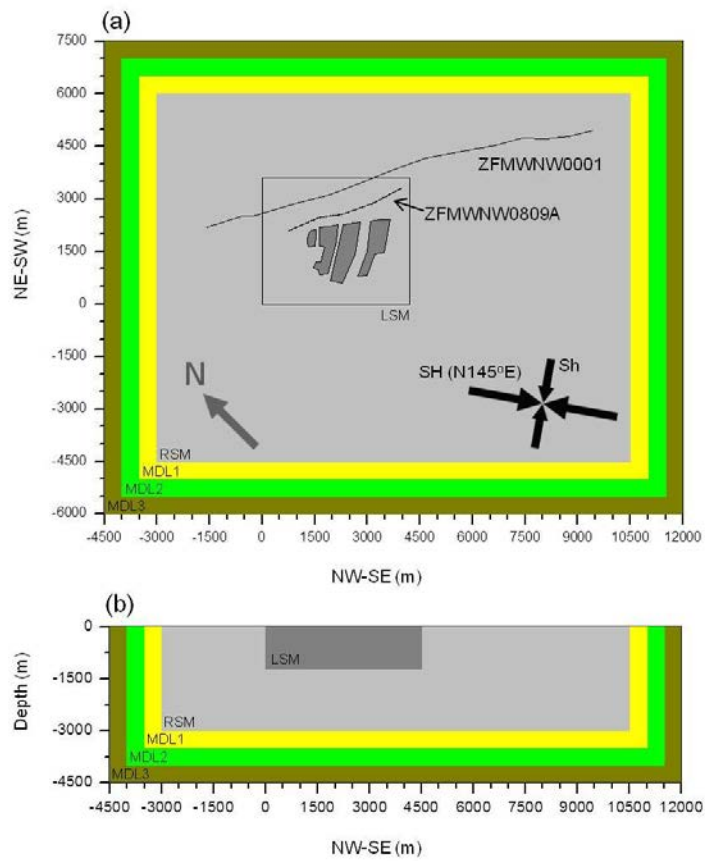 (a)
7500
6000
4500
3000
1500
0
-1500
-3000
-4500
-6000
NE-SW (m)
ZFMWNW0001
ZFMWNW0809A
LSM
SH (N145°E)
Sh
N
RSM
MDL1
MDL2
MDL3
-4500 -3000 -1500 0 1500 3000 4500 6000 7500 9000 10500 12000
NW-SE (m)
(b)
0
-1500
-3000
-4500
Depth (m)
LSM
RSM
MDL1
MDL2
MDL3
-4500 -3000 -1500 0 1500 3000 4500 6000 7500 9000 10500 12000
NW-SE (m)